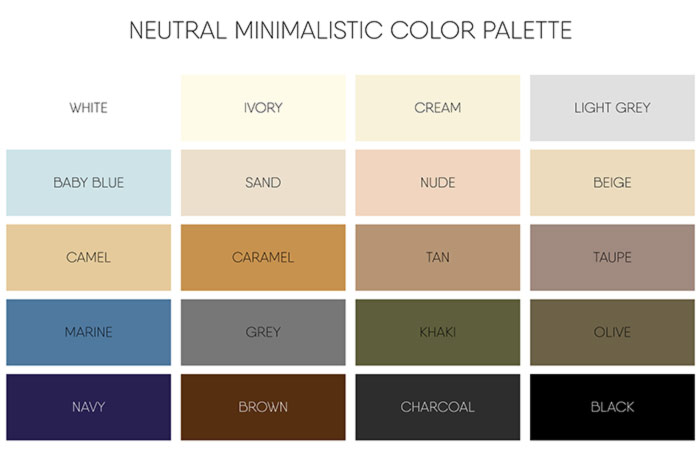 NEUTRAL MINIMALISTIC COLOR PALETTE
WHITE
IVORY
CREAM
LIGHT GREY
BABY BLUE
SAND
NUDE
BEIGE
CAMEL
CARAMEL
TAN
TAUPE
MARINE
GREY
KHAKI
OLIVE
NAVY
BROWN
CHARCOAL
BLACK